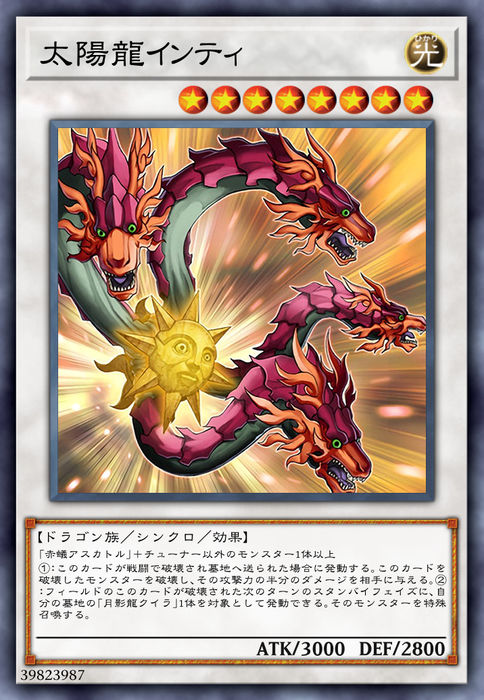 太陽龍インティ
ひかり
光
【ドラゴン族／シンクロ／効果】
「赤蟻アスカトル」＋チューナー以外のモンスター1体以上
①：このカードが戦闘で破壊され墓地へ送られた場合に発動する。このカードを
破壊したモンスターを破壊し、その攻撃力の半分のダメージを相手に与える。②
：フィールドのこのカードが破壊された次のターンのスタンバイフェイズに、自
分の墓地の「月影龍クイラ」1体を対象として発動できる。そのモンスターを特殊
召喚する。
ATK/3000 DEF/2800
39823987